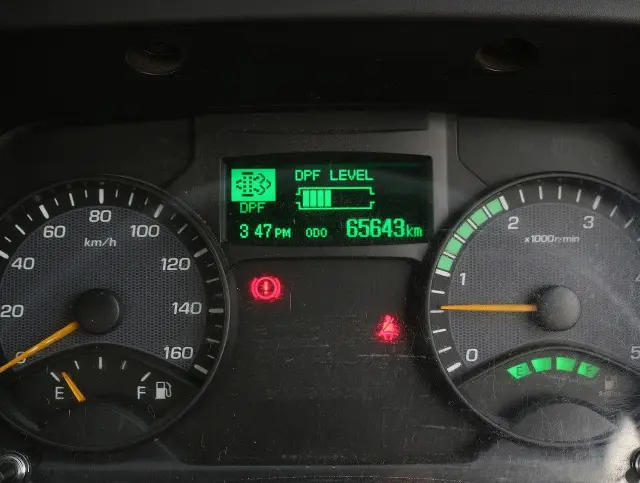 DPF LEVEL
DPF
3 47 PM ODO 65643 km
0 20 40 60 80 100 120 140 160
km/h
E F
0 1 2 3 5
x1000r/min
E E